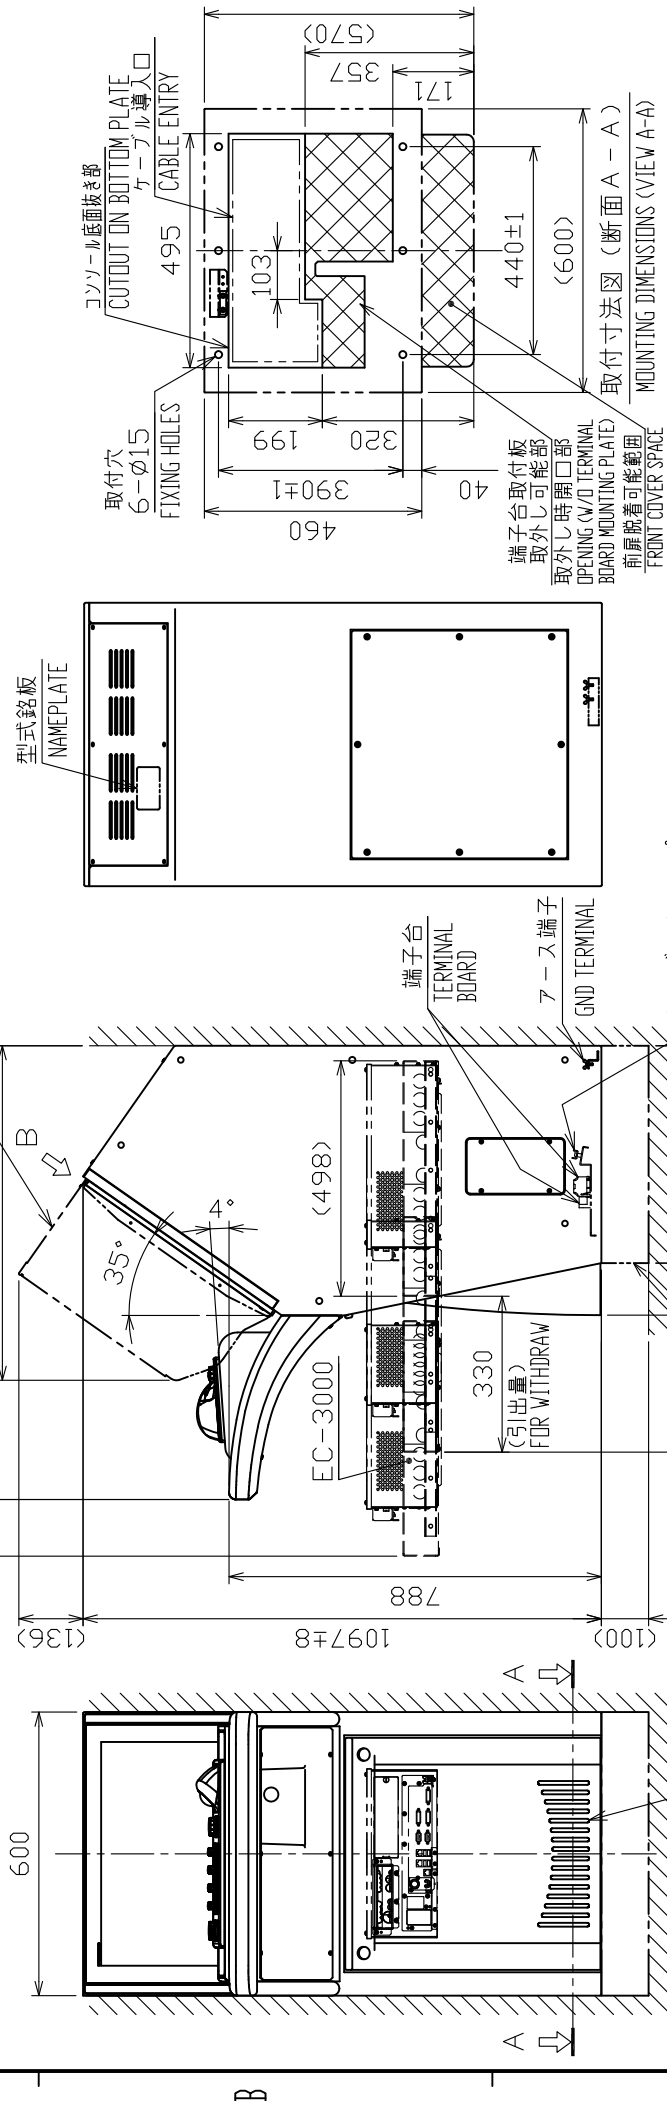 600
A
A
B
(136)
1097±8
788
(100)
B
35°
4°
(498)
EC-3000
330
(引出量)
FOR WITHDRAW
端子台
TERMINAL
BOARD
アース端子
GND TERMINAL
型式銘板
NAMEPLATE
取付穴
6-Ø15
FIXING HOLES
コンソール底面抜き部
CUTOUT ON BOTTOM PLATE
ケーブル導入口
CABLE ENTRY
495
103
(570)
357
171
199
320
390±1
40
460
440±1
(600)
端子台取付板
取外し可能部
取外し時開口部
OPENING (W/O TERMINAL
BOARD MOUNTING PLATE)
前扉脱着可能範囲
FRONT COVER SPACE
取付寸法図 (断面 A - A)
MOUNTING DIMENSIONS (VIEW A-A)